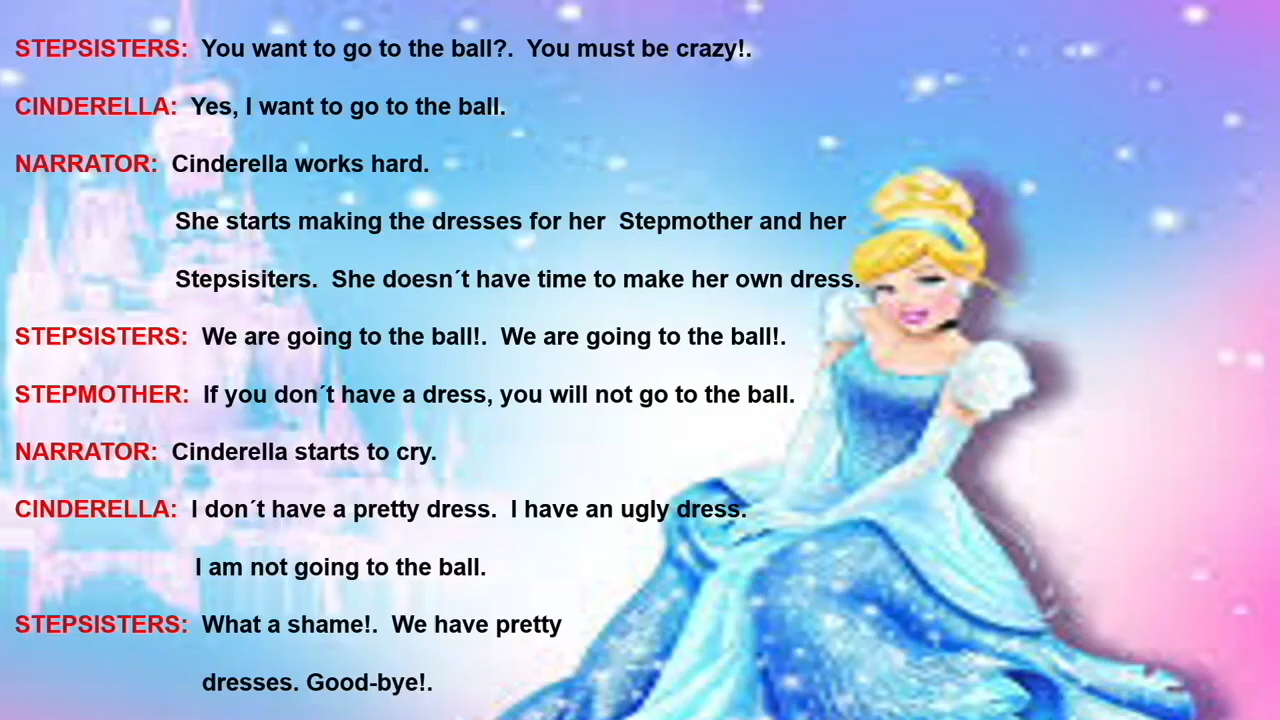 STEPSISTERS:  You want to go to the ball?.  You must be crazy!.
CINDERELLA:  Yes, I want to go to the ball.
NARRATOR:  Cinderella works hard.
She starts making the dresses for her  Stepmother and her
Stepsisiters.  She doesn´t have time to make her own dress.
STEPSISTERS:  We are going to the ball!.  We are going to the ball!.
STEPMOTHER:  If you don´t have a dress, you will not go to the ball.
NARRATOR:  Cinderella starts to cry.
CINDERELLA:  I don´t have a pretty dress.  I have an ugly dress.
I am not going to the ball.
STEPSISTERS:  What a shame!.  We have pretty
dresses. Good-bye!.